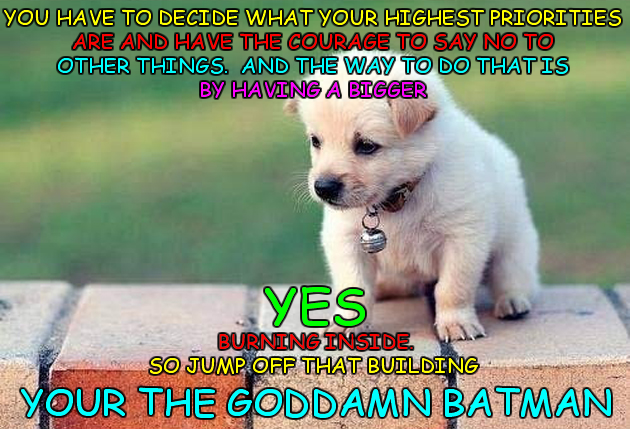 YOU HAVE TO DECIDE WHAT YOUR HIGHEST PRIORITIES
ARE AND HAVE THE COURAGE TO SAY NO TO
OTHER THINGS. AND THE WAY TO DO THAT IS
BY HAVING A BIGGER
YES
BURNING INSIDE.
SO JUMP OFF THAT BUILDING
YOUR THE GODDAMN BATMAN